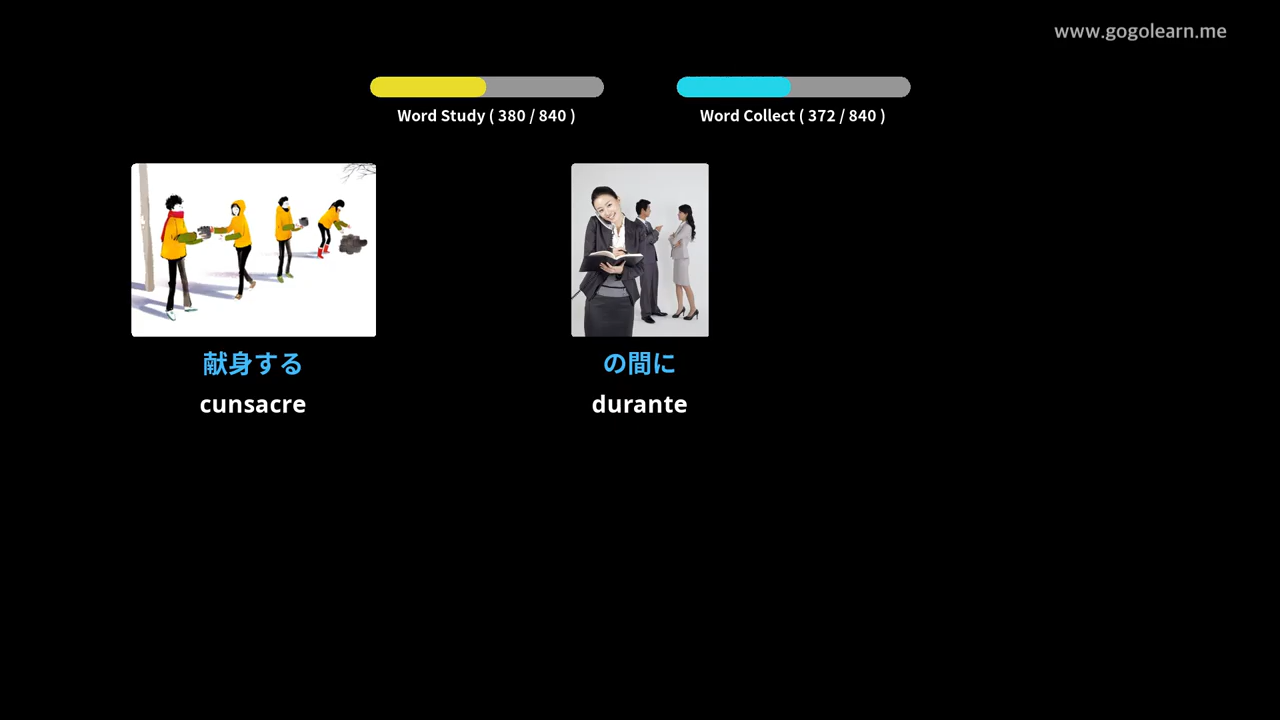 www.gogolearn.me
Word Study ( 380 / 840 )
Word Collect ( 372 / 840 )
献身する
cunsacre
の間に
durante